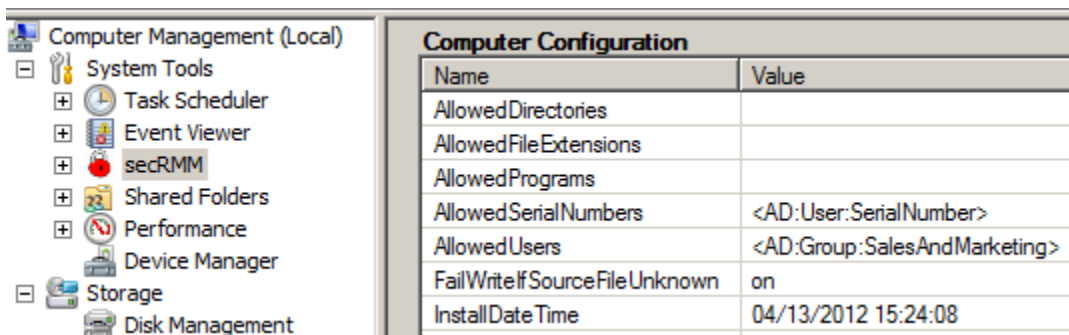 Computer Management (Local)
System Tools
Task Scheduler
Event Viewer
secRMM
Shared Folders
Performance
Device Manager
Storage
Disk Management
Computer Configuration
Name Value
AllowedDirectories
AllowedFileExtensions
AllowedPrograms
AllowedSerialNumbers <AD:User:SerialNumber>
AllowedUsers <AD:Group:SalesAndMarketing>
FailWriteIfSourceFileUnknown on
InstallDateTime 04/13/2012 15:24:08